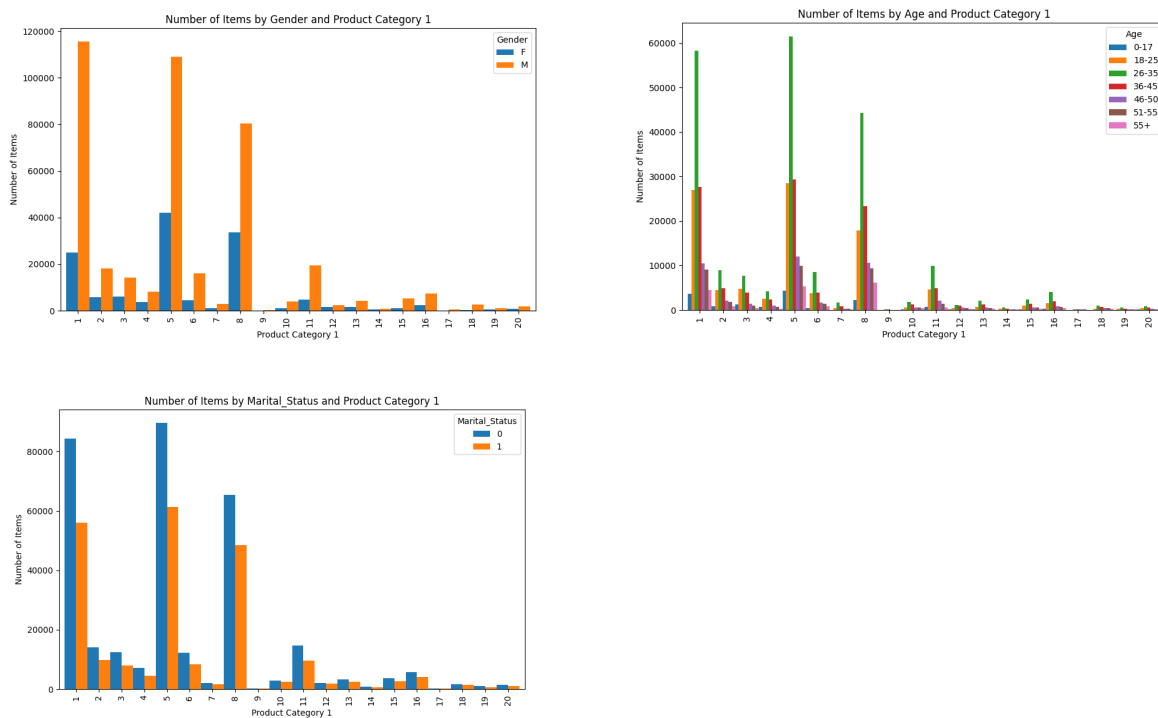 Number of Items by Gender and Product Category 1
Number of Items
120000
100000
80000
60000
40000
20000
0
Gender
F
M
1 2 3 4 5 6 7 8 9 10 11 12 13 14 15 16 17 18 19 20
Product Category 1
Number of Items by Age and Product Category 1
Number of Items
60000
50000
40000
30000
20000
10000
0
Age
0-17
18-25
26-35
36-45
46-50
51-55
55+
1 2 3 4 5 6 7 8 9 10 11 12 13 14 15 16 17 18 19 20
Product Category 1
Number of Items by Marital_Status and Product Category 1
Number of Items
80000
60000
40000
20000
0
Marital_Status
0
1
1 2 3 4 5 6 7 8 9 10 11 12 13 14 15 16 17 18 19 20
Product Category 1